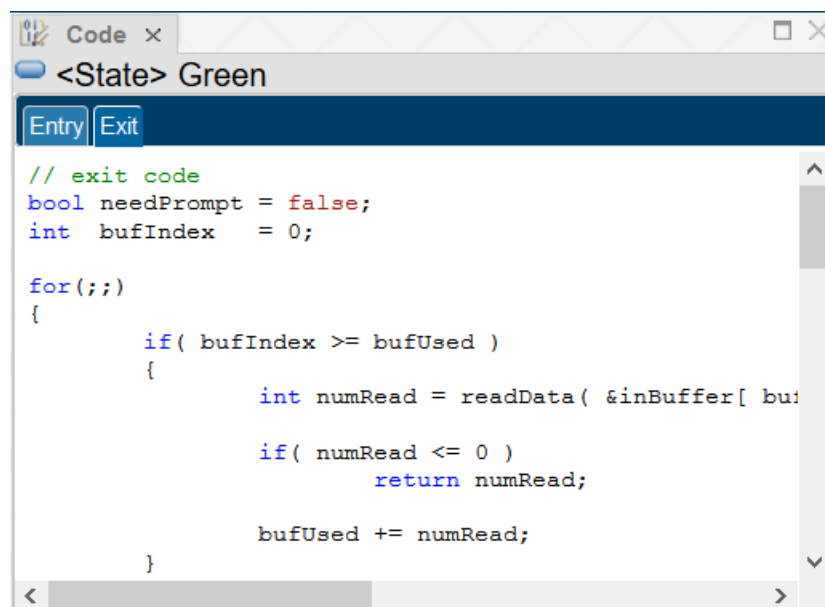 Code
<State> Green
Entry Exit
// exit code
bool needPrompt = false;
int bufIndex = 0;
for(;;)
{
if( bufIndex >= bufUsed )
{
int numRead = readData( &inBuffer[
if( numRead <= 0 )
return numRead;
bufUsed += numRead;
}